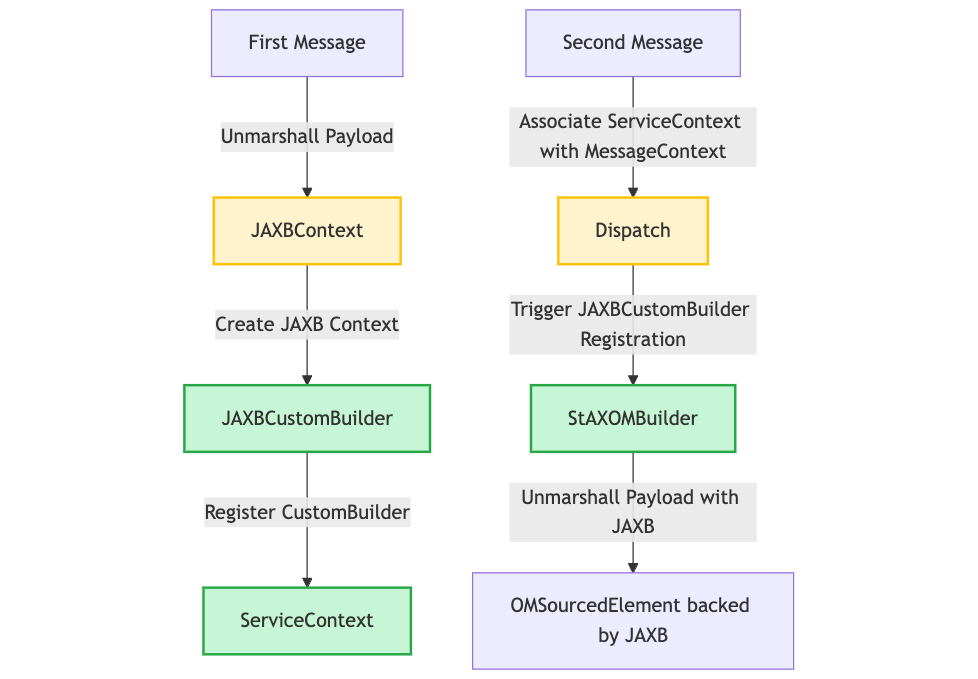 First Message
Unmarshall Payload
JAXBContext
Create JAXB Context
JAXBCustomBuilder
Register CustomBuilder
ServiceContext
Second Message
Associate ServiceContext
with MessageContext
Dispatch
Trigger JAXBCustomBuilder
Registration
StAXOMBuilder
Unmarshall Payload with
JAXB
OMSourcedElement backed
by JAXB